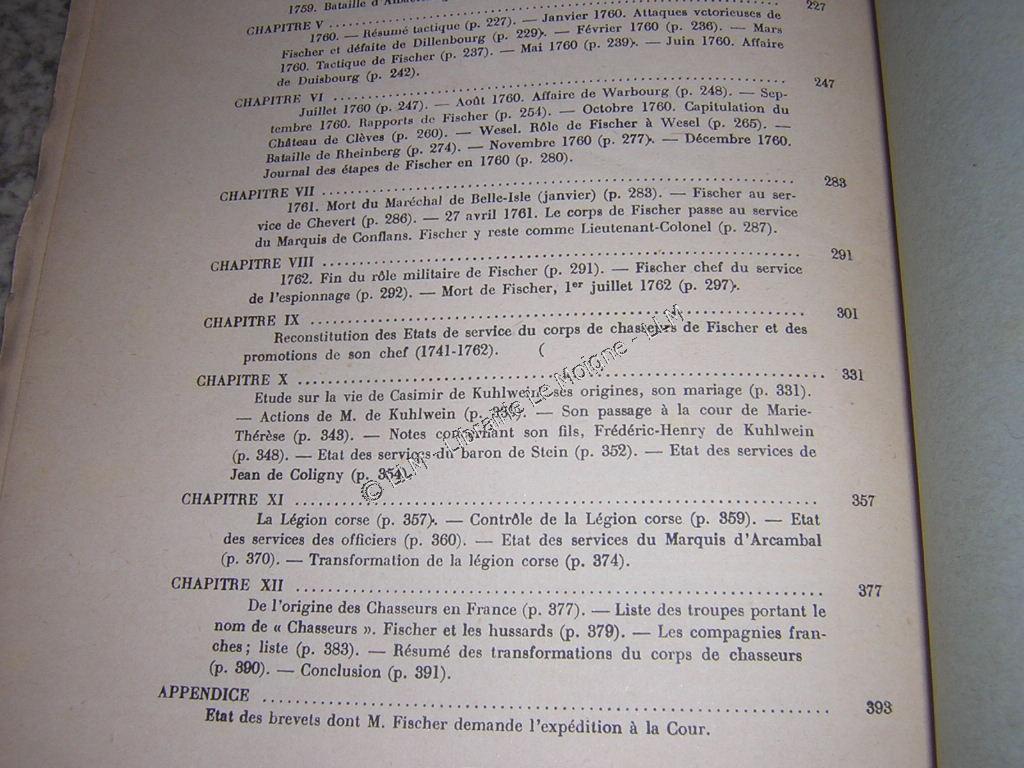 1759. Bataille d'
CHAPITRE V 227
1760. — Résumé tactique (p. 227). — Janvier 1760. Attaques vctorieuses de
Fischer et défaite de Dillenbourg (p. 229). — Février 1760 (p. 236). — Mars
1760. Tactique de Fischer (p. 237). — Mai 1760 (p. 239). — Juin 1760. Affaire
de Duisbourg (p. 242).
CHAPITRE VI 247
Juillet 1760 (p. 247). — Août 1760. Affaire de Warbourg (p. 248). — Sep-
tembre 1760. Rapports de Fischer (p. 254). — Octobre 1760. Capitulation du
Château de Clèves (p. 260). — Wesel. Rôle de Fischer à Wesel (p. 265). —
Bataille de Rheinberg (p. 274). — Novembre 1760 (p. 277). — Décembre 1760.
Journal des étapes de Fischer en 1760 (p. 280).
CHAPITRE VII 283
1761. Mort du Maréchal de Belle-Isle (janvier) (p. 283). — Fischer au ser-
vice de Chevert (p. 286). — 27 avril 1761. Le corps de Fischer passe au service
du Marquis de Conflans. Fischer y reste comme Lieutenant-Colonel (p. 287).
CHAPITRE VIII 291
1762. Fin du rôle militaire de Fischer (p. 291). — Fischer chef du service
de l'espionnage (p. 292). — Mort de Fischer, 1er juillet 1762 (p. 297).
CHAPITRE IX 301
Reconstitution des Etats de service du corps de chasseurs de Fischer et des
promotions de son chef (1741-1762). (
CHAPITRE X 331
Etude sur la vie de Casimir de Kuhlwein ses origines, son mariage (p. 331).
— Actions de M. de Kuhlwein (p. — Son passage à la cour de Marie-
Thérèse (p. 343). — Notes concernant son fils, Frédéric-Henry de Kuhlwein
(p. 348). — Etat des services du baron de Stein (p. 352). — Etat des services de
Jean de Coligny (p. 354).
© LLM - Librairie Le Moigne - LLM
CHAPITRE XI 357
La Légion corse (p. 357). — Contrôle de la Légion corse (p. 359). — Etat
des services des officiers (p. 360). — Etat des services du Marquis d'Arcambal
(p. 370). — Transformation de la légion corse (p. 374).
CHAPITRE XII 377
De l'origine des Chasseurs en France (p. 377). — Liste des troupes portant le
nom de « Chasseurs ». Fischer et les hussards (p. 379). — Les compagnies fran-
ches ; liste (p. 383). — Résumé des transformations du corps de chasseurs
(p. 390). — Conclusion (p. 391).
APPENDICE 393
Etat des brevets dont M. Fischer demande l'expédition à la Cour.